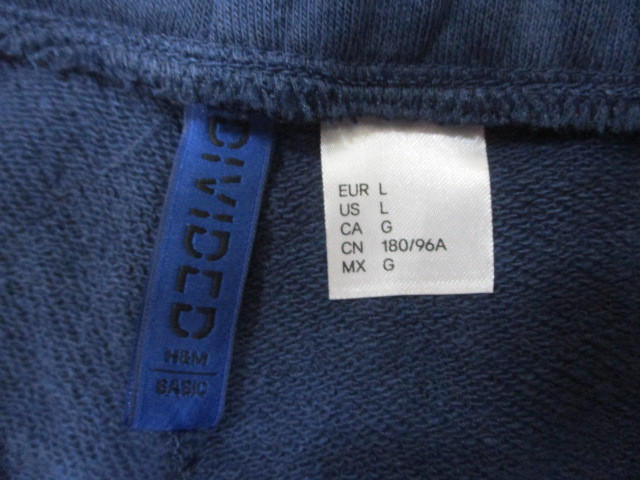 DIVIDED
H&M
BASIC
EUR L
US L
CA G
CN 180/96A
MX G